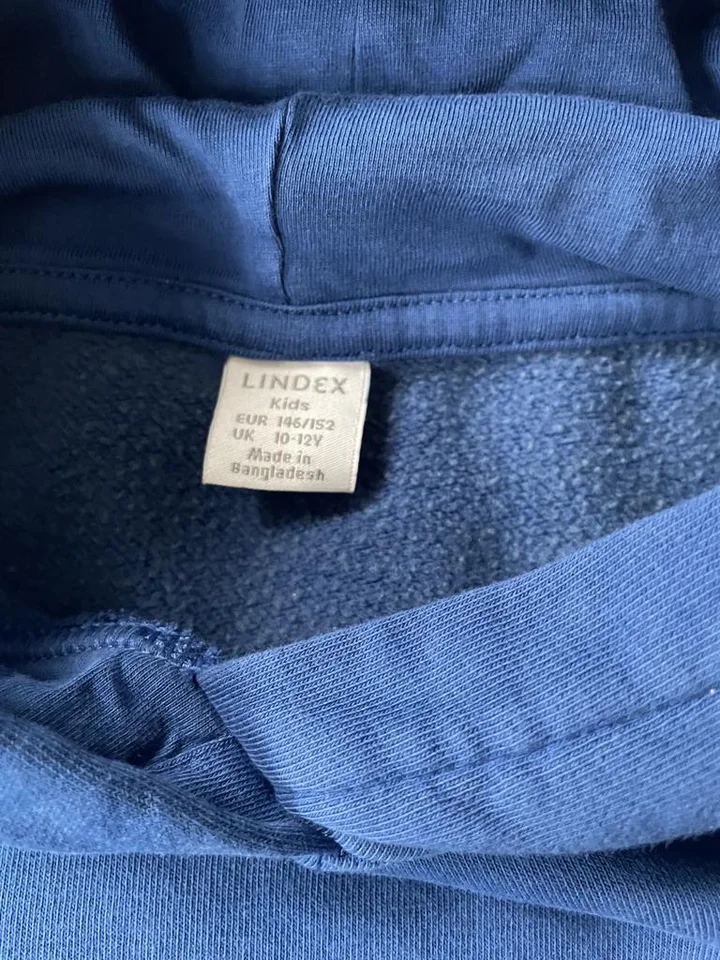 LINDEX
Kids
EUR 146/152
UK 10-12Y
Made in
Bangladesh